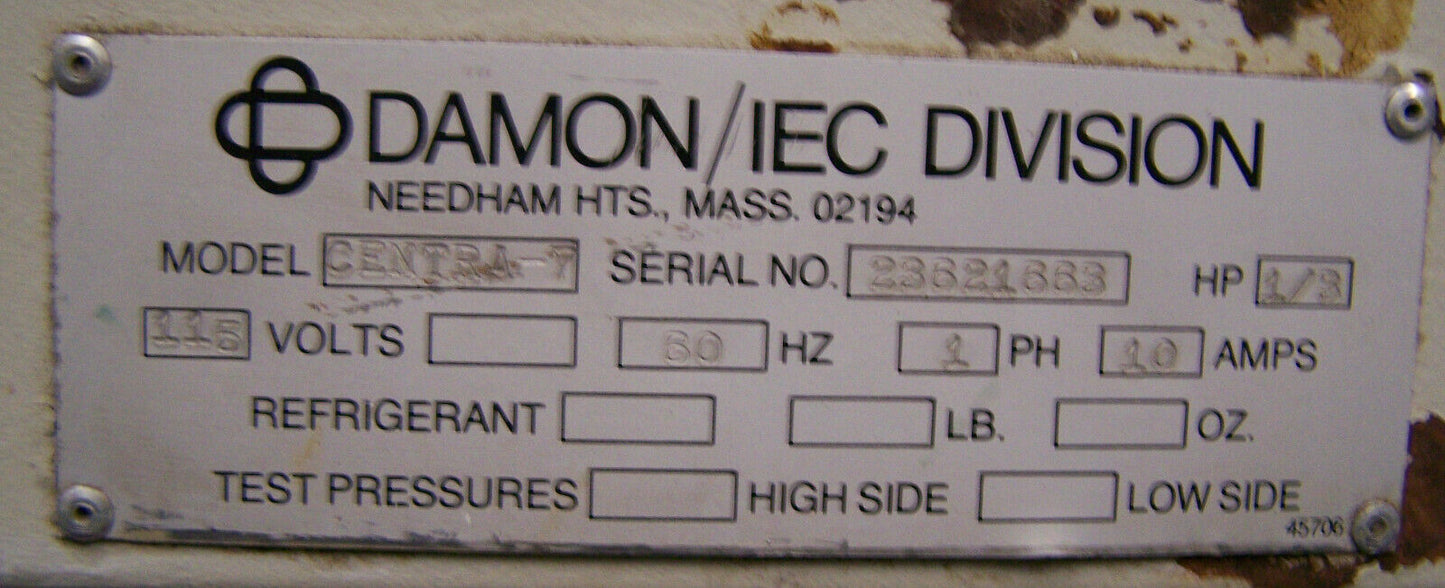 DAMON/IEC DIVISION
NEEDHAM HTS., MASS. 02194
MODEL CENTRA-7 SERIAL NO. 23621663 HP 1/3
115 VOLTS 60 HZ 1 PH 10 AMPS
REFRIGERANT LB. OZ.
TEST PRESSURES HIGH SIDE LOW SIDE
45706